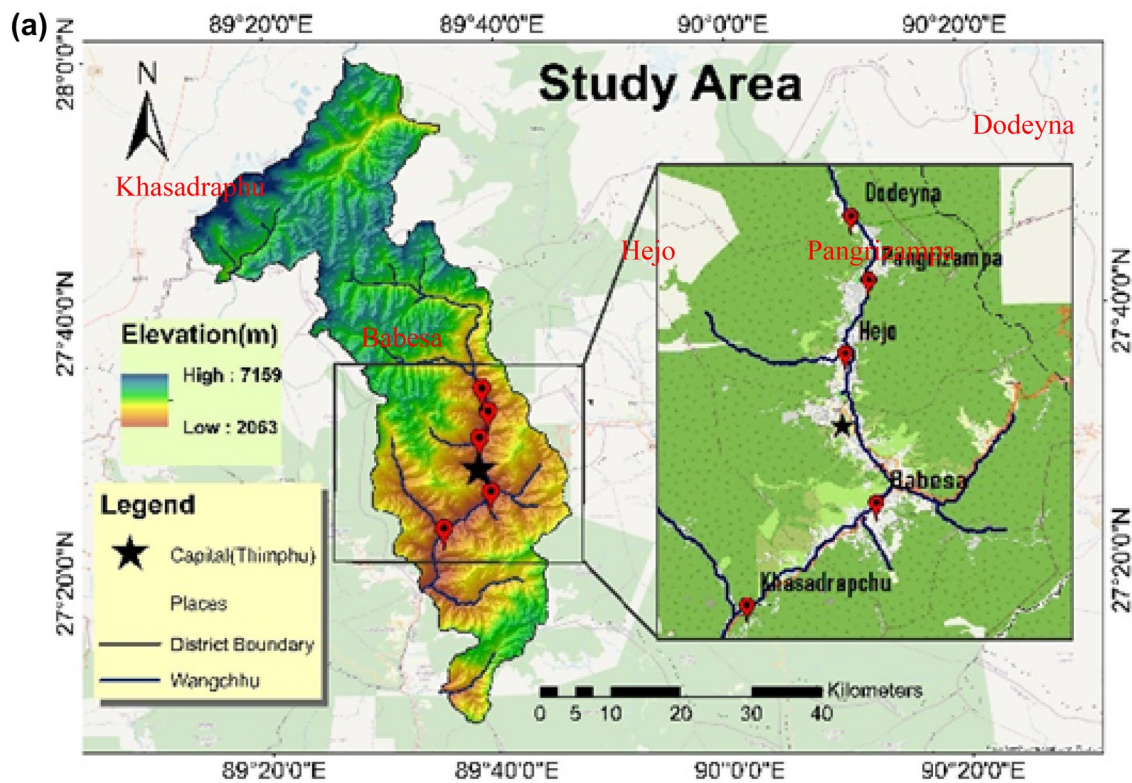 (a)
89°20'0"E
89°40'0"E
90°0'0"E
90°20'0"E
28°0'0"N
27°40'0"N
27°20'0"N
N
Study Area
Dodeyna
Khasadraphu
Hejo
Pangrizampa
Babesa
Dodeyna
Pangrizampa
Hejo
Babesa
Khasadrapchu
Elevation(m)
High : 7159
Low : 2063
Legend
Capital(Thimphu)
Places
District Boundary
Wangchhu
Kilometers
0 5 10 20 30 40
27°40'0"N
27°20'0"N
89°20'0"E
89°40'0"E
90°0'0"E
90°20'0"E